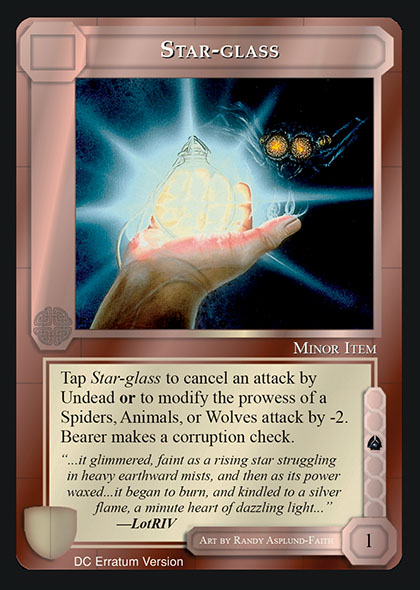 Star-glass
Minor Item
Tap Star-glass to cancel an attack by
Undead or to modify the prowess of a
Spiders, Animals, or Wolves attack by -2.
Bearer makes a corruption check.
“...it glimmered, faint as a rising star struggling
in heavy earthward mists, and then as its power
waxed...it began to burn, and kindled to a silver
flame, a minute heart of dazzling light...”
—LotRIV
Art by Randy Asplund-Faith
1
DC Erratum Version